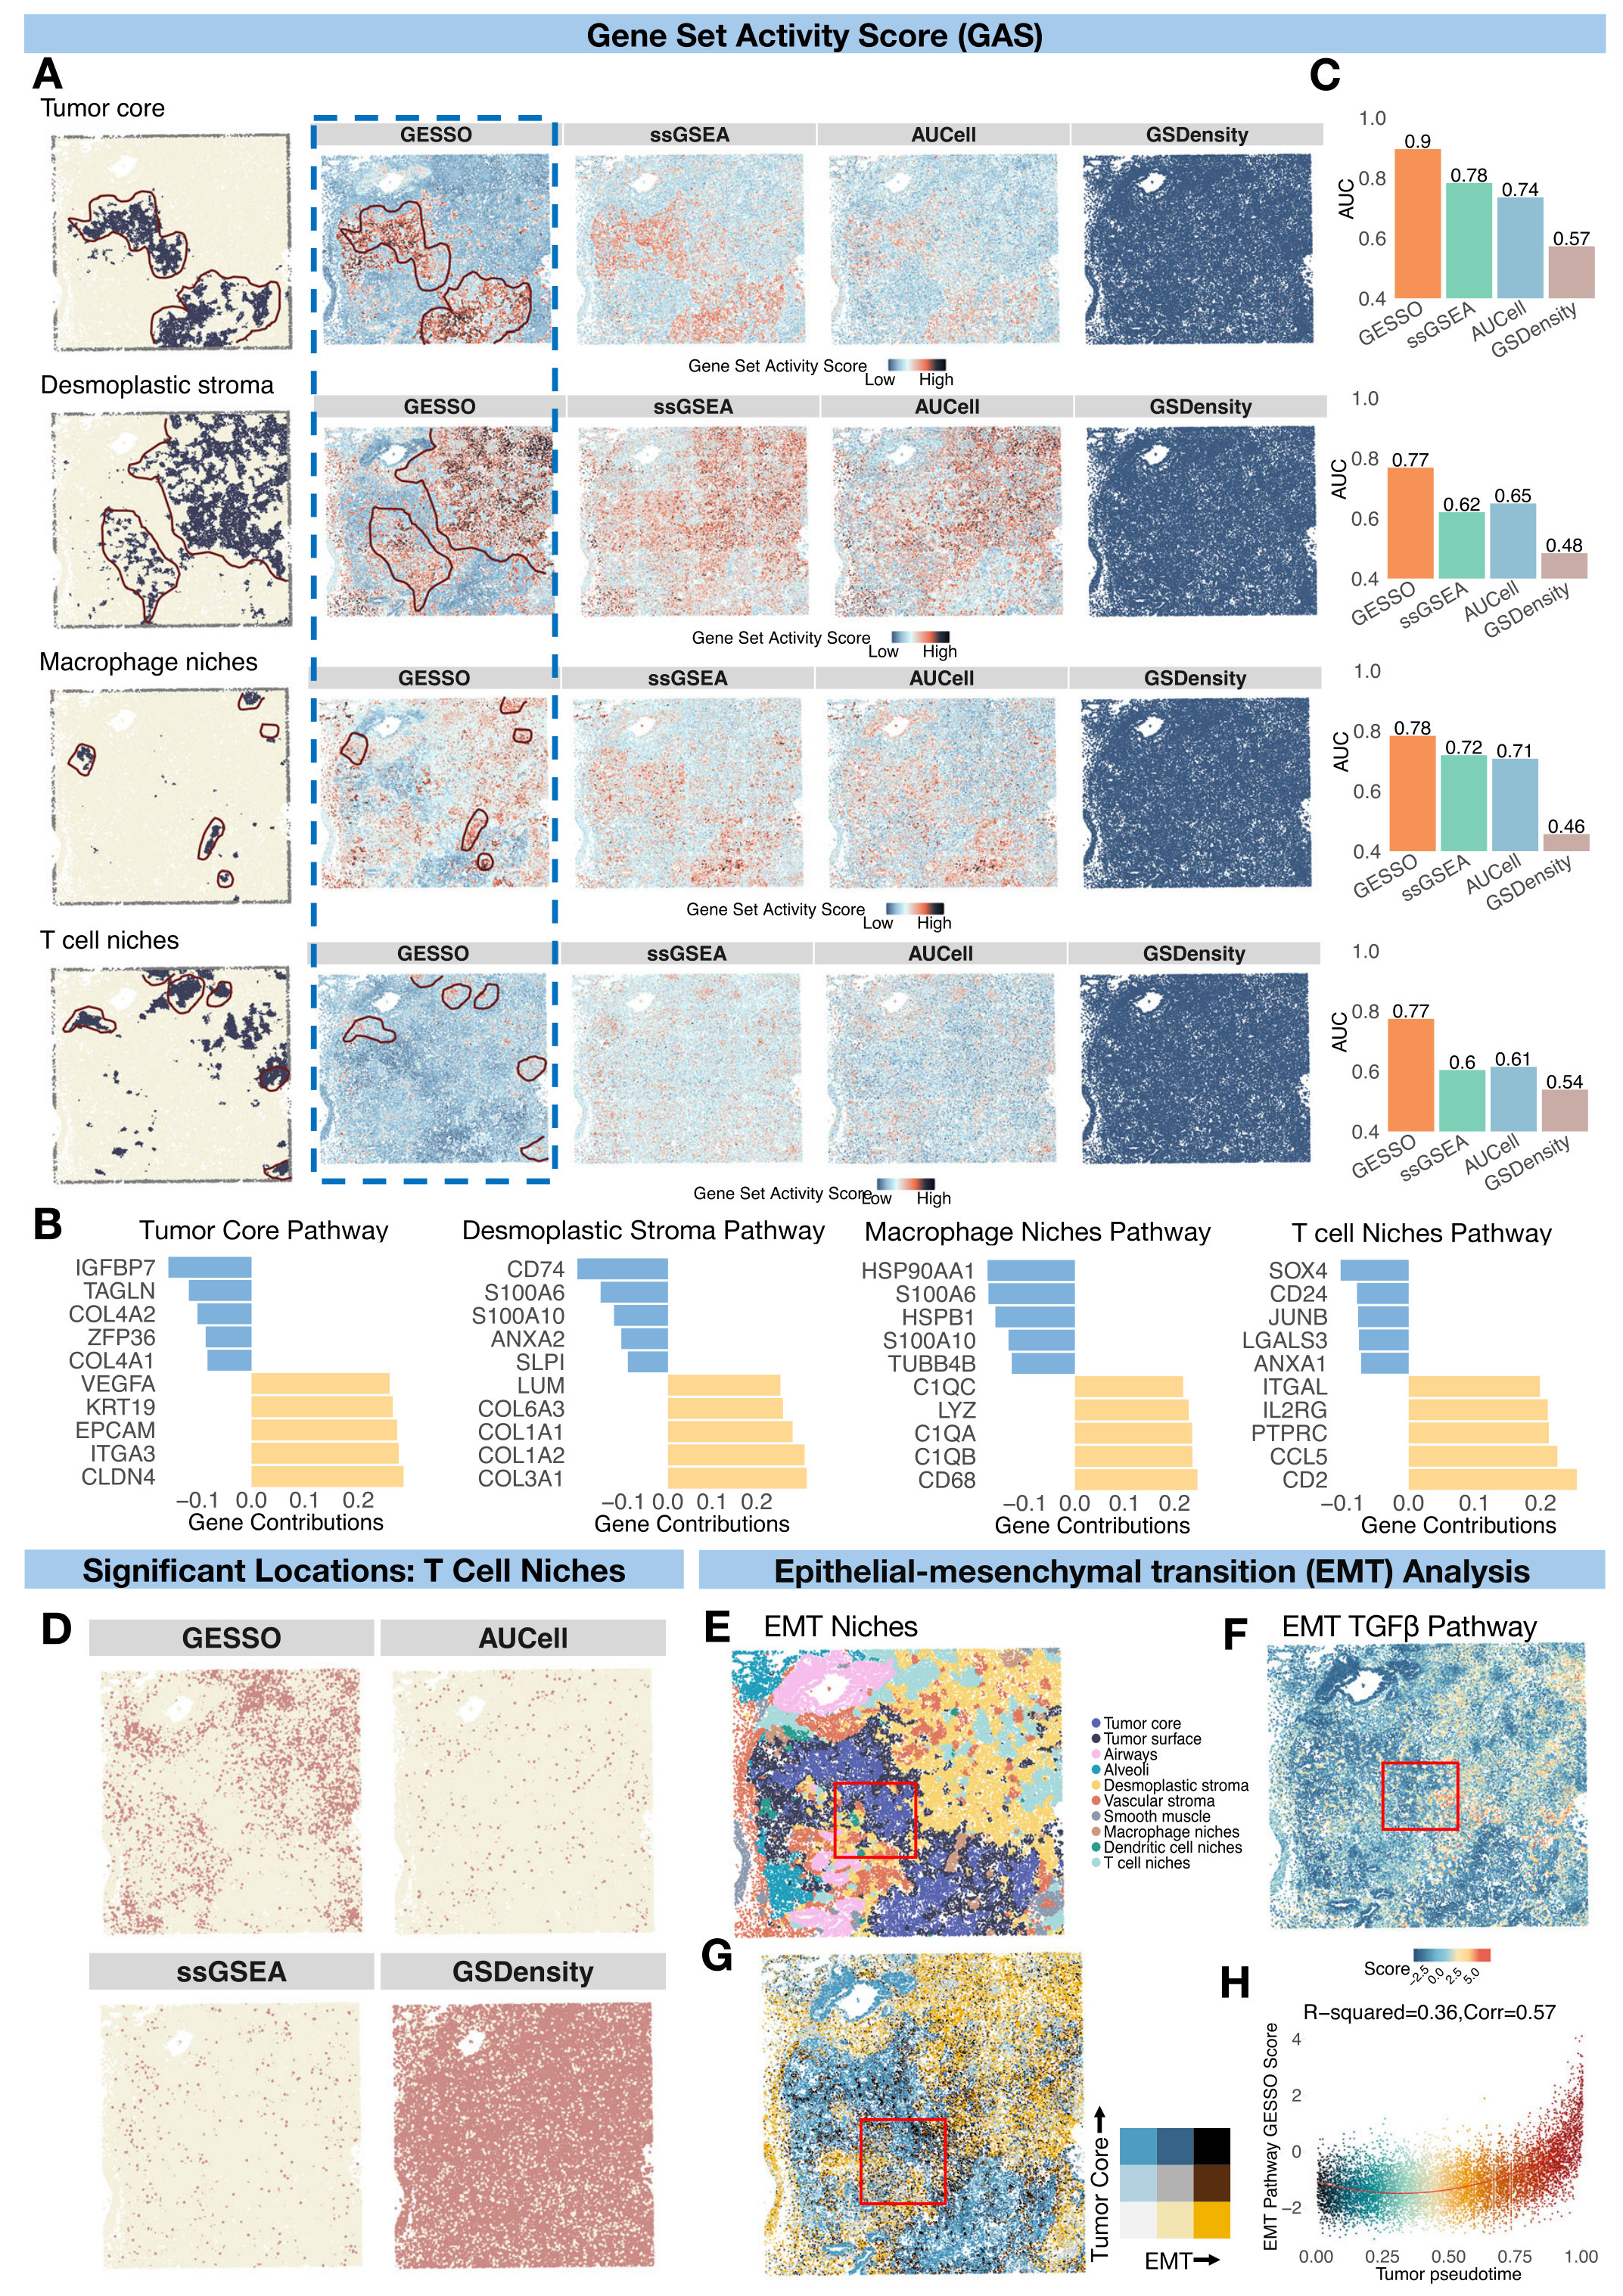 Gene Set Activity Score (GAS)
A
C
Tumor core
GESSO
ssGSEA
AUCell
GSDensity
Gene Set Activity Score
Low
High
1.0
0.8
0.6
0.4
AUC
0.9
0.78
0.74
0.57
GESSO
ssGSEA
AUCell
GSDensity
Desmoplastic stroma
GESSO
ssGSEA
AUCell
GSDensity
Gene Set Activity Score
Low
High
1.0
0.8
0.6
0.4
AUC
0.77
0.62
0.65
0.48
GESSO
ssGSEA
AUCell
GSDensity
Macrophage niches
GESSO
ssGSEA
AUCell
GSDensity
Gene Set Activity Score
Low
High
1.0
0.8
0.6
0.4
AUC
0.78
0.72
0.71
0.46
GESSO
ssGSEA
AUCell
GSDensity
T cell niches
GESSO
ssGSEA
AUCell
GSDensity
Gene Set Activity Score
Low
High
1.0
0.8
0.6
0.4
AUC
0.77
0.6
0.61
0.54
GESSO
ssGSEA
AUCell
GSDensity
B
Tumor Core Pathway
IGFBP7
TAGLN
COL4A2
ZFP36
COL4A1
VEGFA
KRT19
EPCAM
ITGA3
CLDN4
−0.1 0.0 0.1 0.2
Gene Contributions
Desmoplastic Stroma Pathway
CD74
S100A6
S100A10
ANXA2
SLPI
LUM
COL6A3
COL1A1
COL1A2
COL3A1
−0.1 0.0 0.1 0.2
Gene Contributions
Macrophage Niches Pathway
HSP90AA1
S100A6
HSPB1
S100A10
TUBB4B
C1QC
LYZ
C1QA
C1QB
CD68
−0.1 0.0 0.1 0.2
Gene Contributions
T cell Niches Pathway
SOX4
CD24
JUNB
LGALS3
ANXA1
ITGAL
IL2RG
PTPRC
CCL5
CD2
−0.1 0.0 0.1 0.2
Gene Contributions
Significant Locations: T Cell Niches
D
GESSO
AUCell
ssGSEA
GSDensity
Epithelial-mesenchymal transition (EMT) Analysis
E
EMT Niches
Tumor core
Tumor surface
Airways
Alveoli
Desmoplastic stroma
Vascular stroma
Smooth muscle
Macrophage niches
Dendritic cell niches
T cell niches
F
EMT TGFβ Pathway
Score
−2.5 0.0 2.5 5.0
G
Tumor Core
EMT
H
R−squared=0.36,Corr=0.57
EMT Pathway GESSO Score
4
2
0
−2
0.00 0.25 0.50 0.75 1.00
Tumor pseudotime